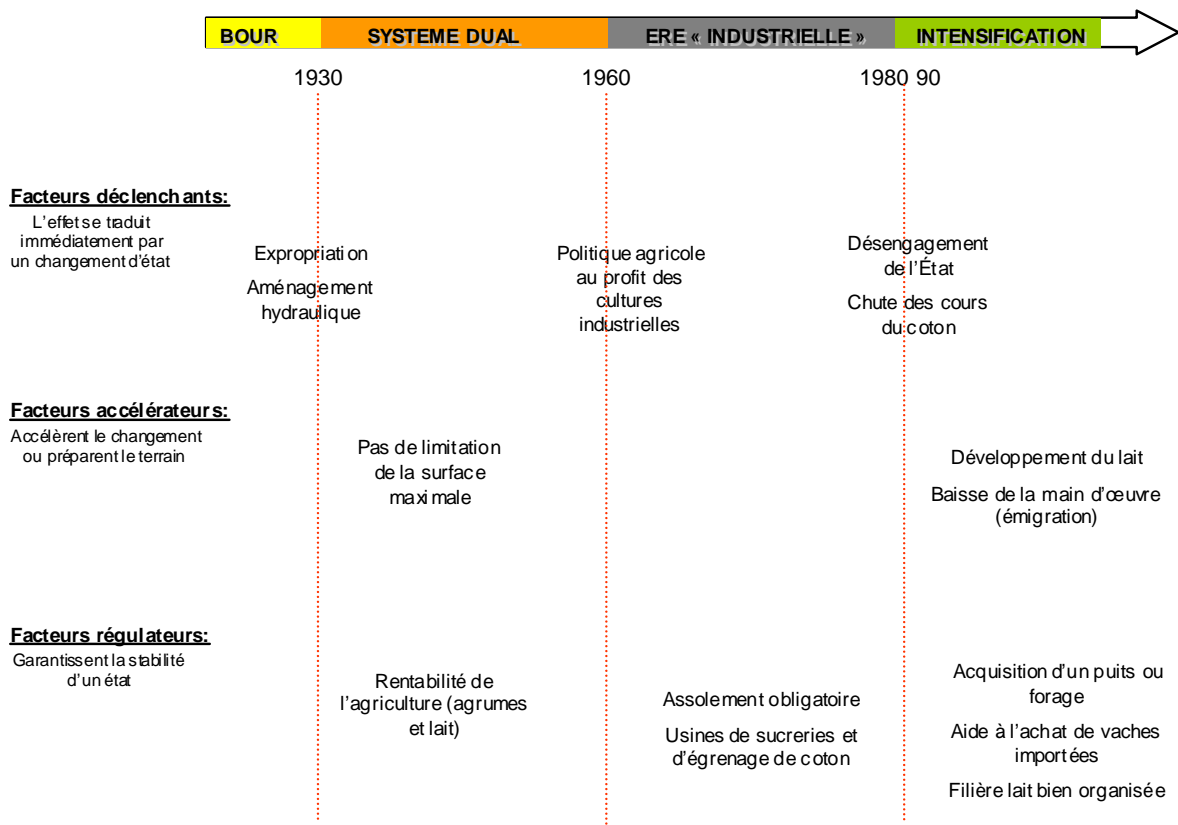 BOUR
SYSTEME DUAL
ERE « INDUSTRIELLE »
INTENSIFICATION
1930
1960
1980 90
Facteurs déclenchants:
L'effet se traduit
immédiatement par
un changement d'état
Expropriation
Aménagement
hydraulique
Politique agricole
au profit des
cultures
industrielles
Désengagement
de l'État
Chute des cours
du coton
Facteurs accélérateurs:
Accélèrent le changement
ou préparent le terrain
Pas de limitation
de la surface
maximale
Développement du lait
Baisse de la main d'œuvre
(émigration)
Facteurs régulateurs:
Garantissent la stabilité
d'un état
Rentabilité de
l'agriculture (agrumes
et lait)
Assolement obligatoire
Usines de sucreries et
d'égrenage de coton
Acquisition d'un puits ou
forage
Aide à l'achat de vaches
importées
Filière lait bien organisée